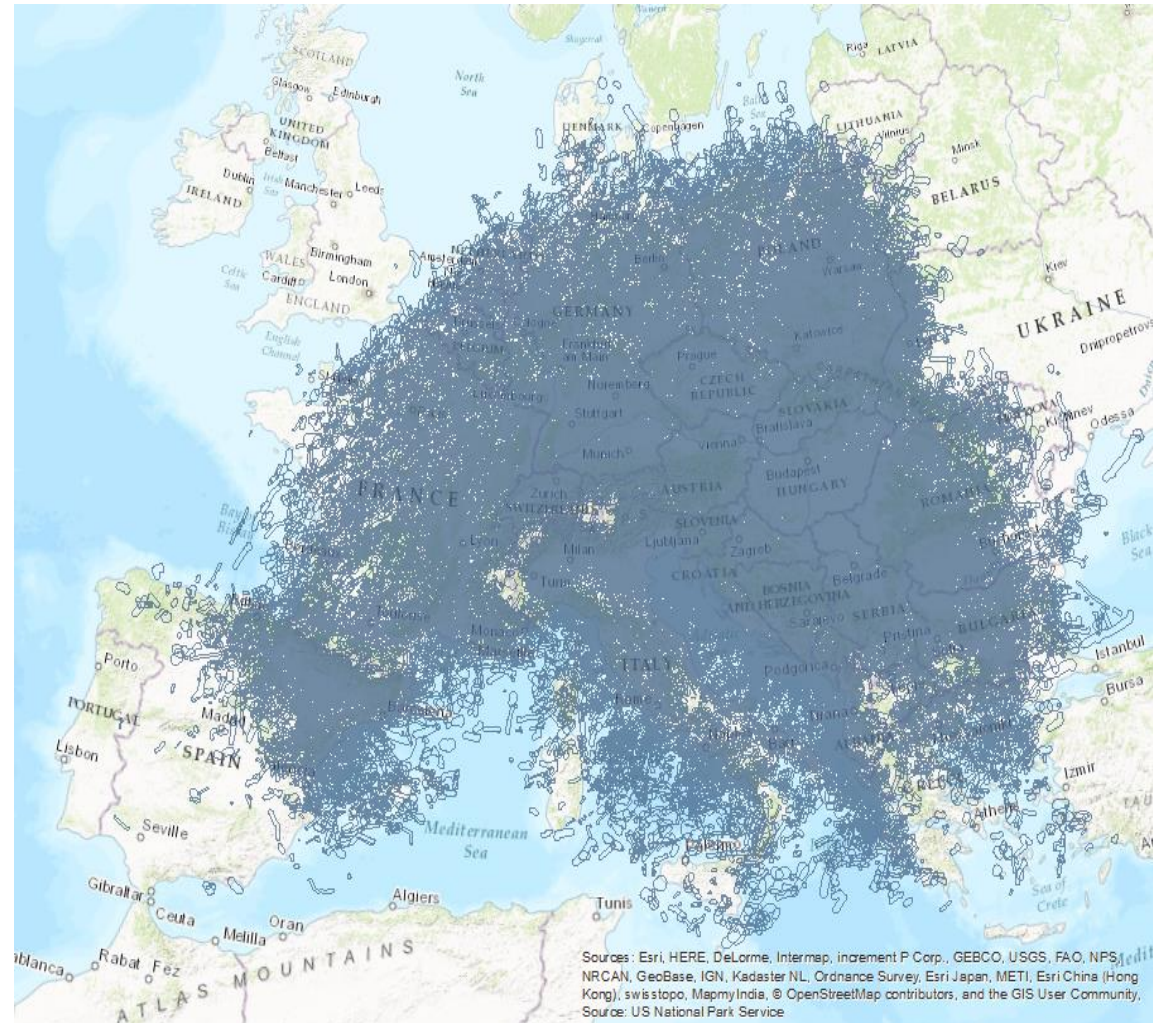 Riga
LATVIA
SCOTLAND
North
Sea
Glasgow
Edinburgh
DENMARK
Copenhagen
LITHUANIA
Vilnius
UNITED
KINGDOM
Belfast
Minsk
BELARUS
Dublin
Manchester
Leeds
IRELAND
Birmingham
WALES
Cardiff
London
Celtic
Sea
ENGLAND
Berlin
POLAND
Warsaw
Kiev
UKRAINE
English
Channel
GERMANY
Katowice
Dnipropetrovs
Frankfurt
am Main
Prague
CZECH
REPUBLIC
Nuremberg
Luxembourg
Stuttgart
SLOVAKIA
Odessa
Munich
Vienna
Bratislava
FRANCE
Budapest
HUNGARY
Zurich
AUSTRIA
ROMANIA
SLOVENIA
Lyon
Milan
Ljubljana
Zagreb
Black
Sea
Turin
CROATIA
Belgrade
BOSNIA
AND HERZEGOVINA
Toulouse
Sarajevo
SERBIA
Monaco
Marseille
Pristina
BULGARIA
Porto
ITALY
Podgorica
Istanbul
Bursa
PORTUGAL
Madrid
SPAIN
Lisbon
Izmir
Seville
Mediterranean
Sea
Palermo
Gibraltar
Algiers
Tunis
Sea of
Crete
Ceuta
Oran
Melilla
Rabat
Fez
ablanca
ATLAS MOUNTAINS
Sources: Esri, HERE, DeLorme, Intermap, increment P Corp., GEBCO, USGS, FAO, NPS,
NRCAN, GeoBase, IGN, Kadaster NL, Ordnance Survey, Esri Japan, METI, Esri China (Hong
Kong), swisstopo, MapmyIndia, © OpenStreetMap contributors, and the GIS User Community,
Source: US National Park Service